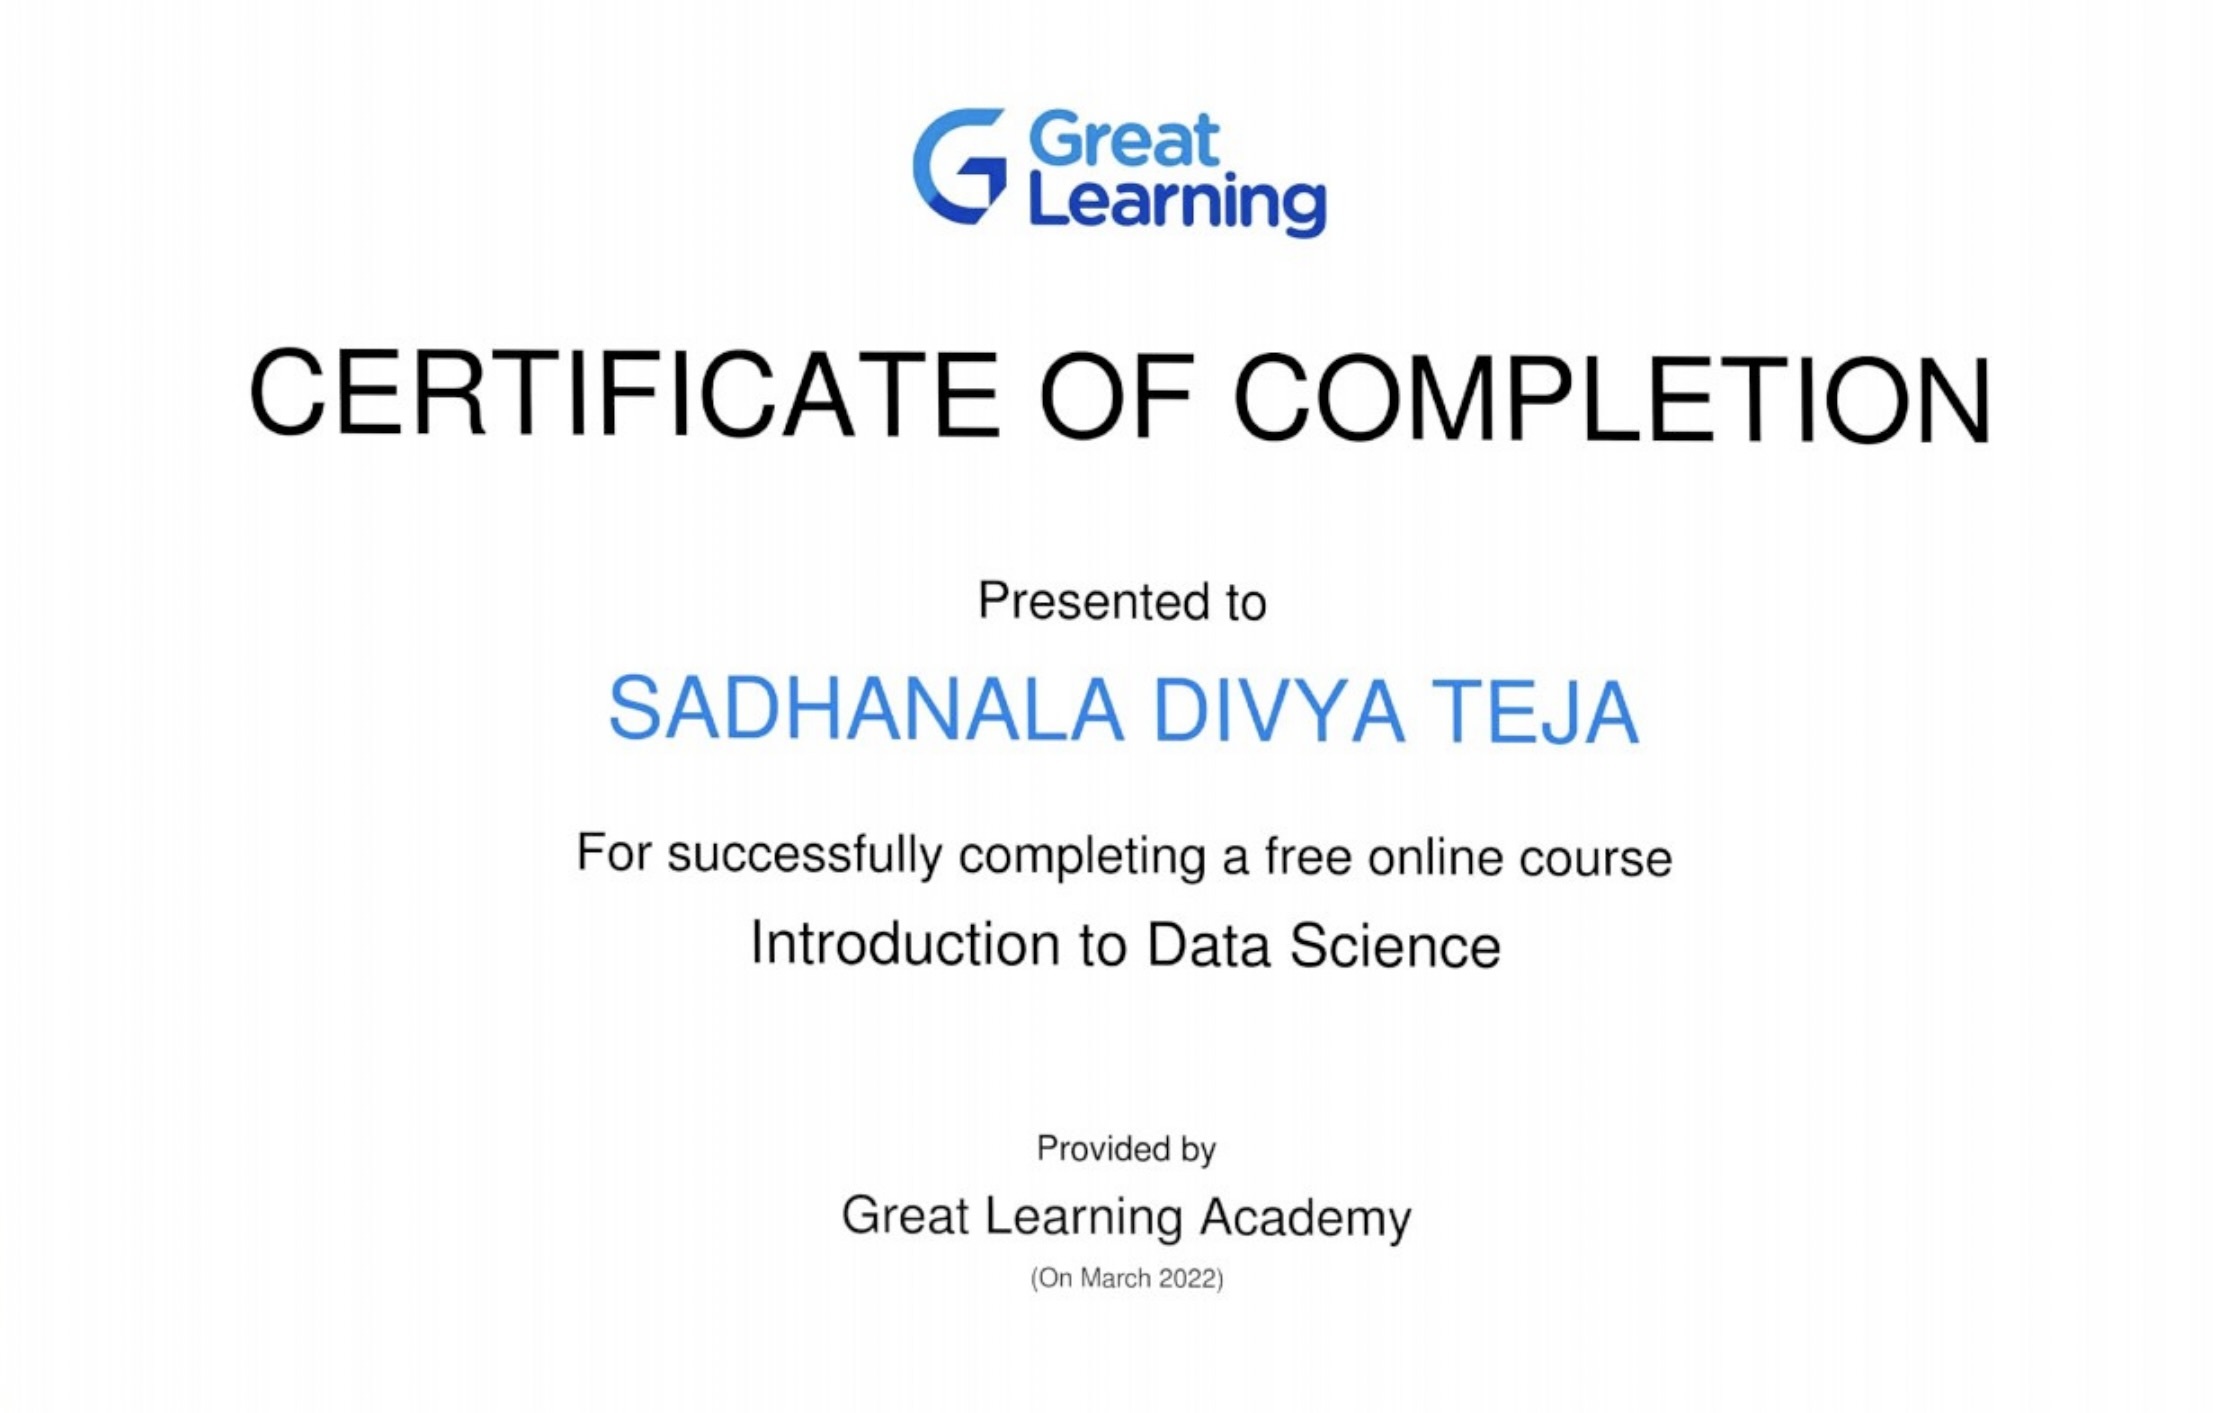 Great
Learning
CERTIFICATE OF COMPLETION
Presented to
SADHANALA DIVYA TEJA
For successfully completing a free online course
Introduction to Data Science
Provided by
Great Learning Academy
(On March 2022)